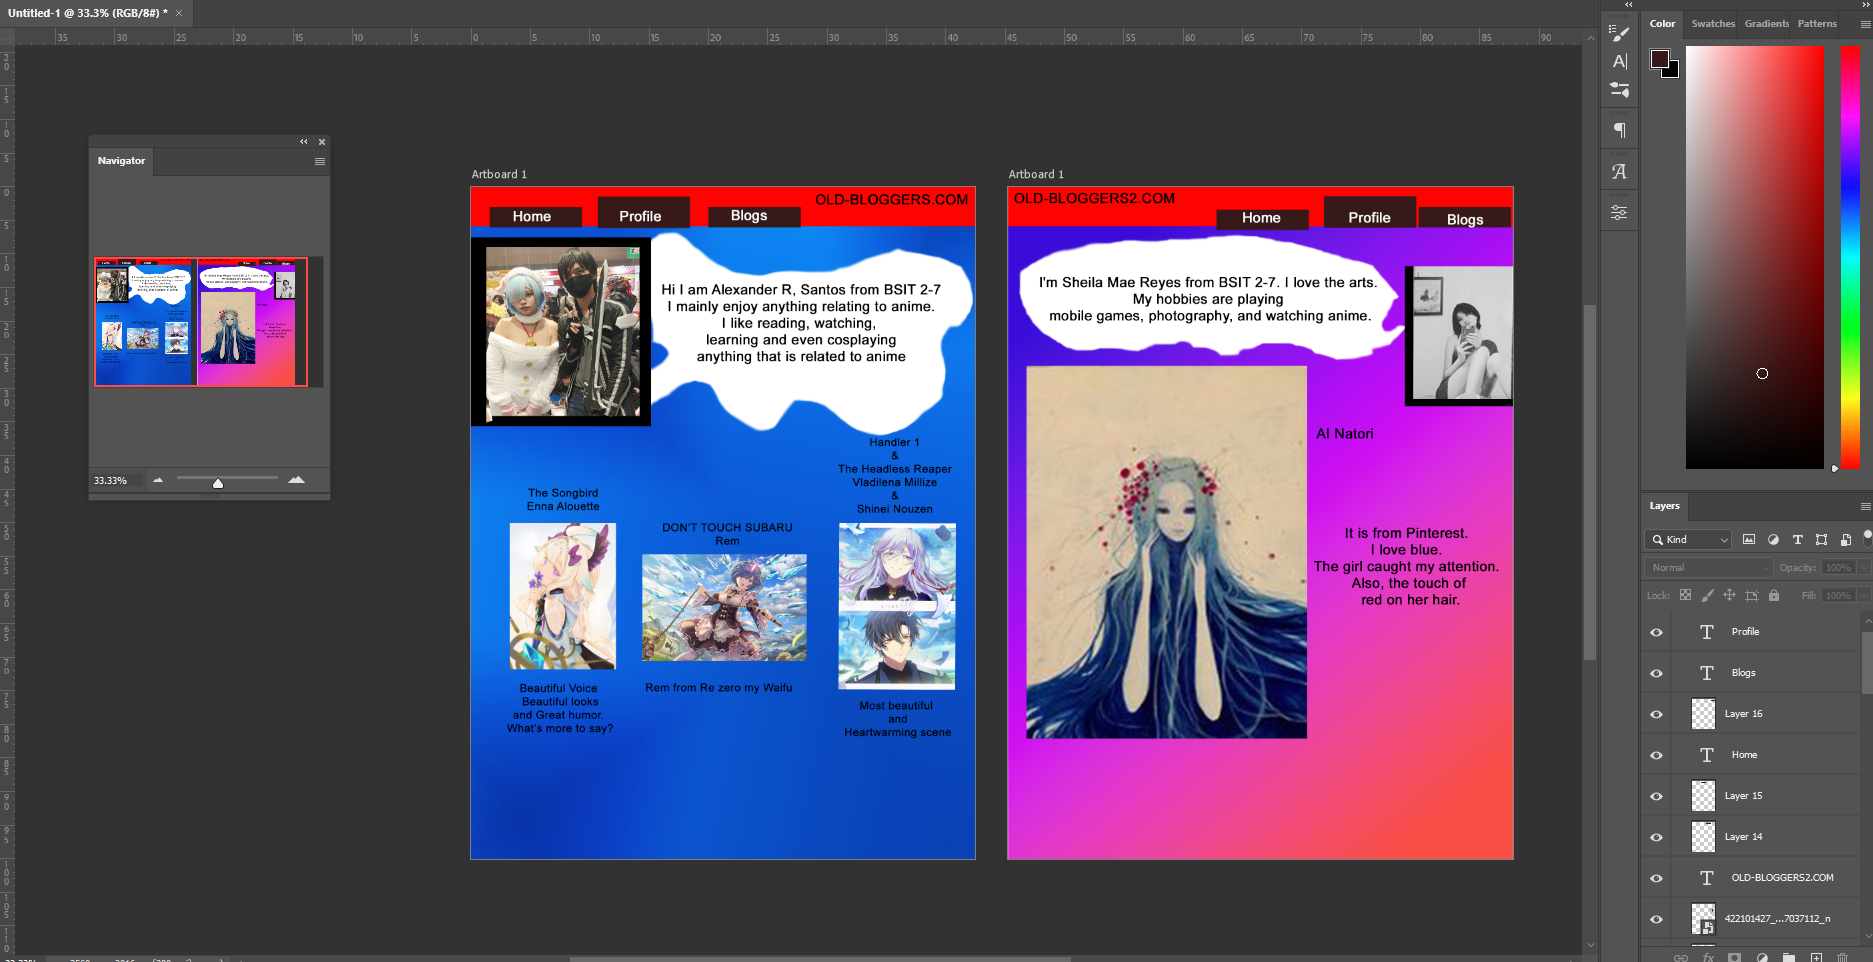 Untitled-1 @ 33.3% (RGB/8#) *
35 30 25 20 15 10 5 0 5 10 15 20 25 30 35 40 45 50 55 60 65 70 75 80 85 90
Navigator
33.33%
Artboard 1
OLD-BLOGGERS.COM
Home
Profile
Blogs
Hi I am Alexander R, Santos from BSIT 2-7
I mainly enjoy anything relating to anime.
I like reading, watching,
learning and even cosplaying
anything that is related to anime
The Songbird
Enna Alouette
Beautiful Voice
Beautiful looks
and Great humor.
What's more to say?
DON'T TOUCH SUBARU
Rem
Rem from Re zero my Waifu
Handler 1
&
The Headless Reaper
Vladilena Millize
&
Shinei Nouzen
Most beautiful
and
Heartwarming scene
Artboard 1
OLD-BLOGGERS2.COM
Home
Profile
Blogs
I'm Sheila Mae Reyes from BSIT 2-7. I love the arts.
My hobbies are playing
mobile games, photography, and watching anime.
AI Natori
It is from Pinterest.
I love blue.
The girl caught my attention.
Also, the touch of
red on her hair.
Color Swatches Gradients Patterns
Layers
Kind
Normal Opacity: 100%
Lock: Fill: 100%
Profile
Blogs
Layer 16
Home
Layer 15
Layer 14
OLD-BLOGGERS2.COM
422101427_...7037112_n